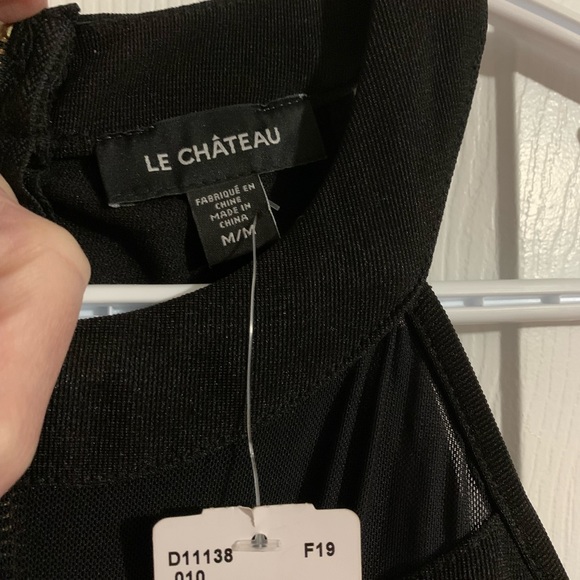 LE CHÂTEAU
FABRIQUÉ EN
CHINE
MADE IN
CHINA
M/M
D11138 F19
010